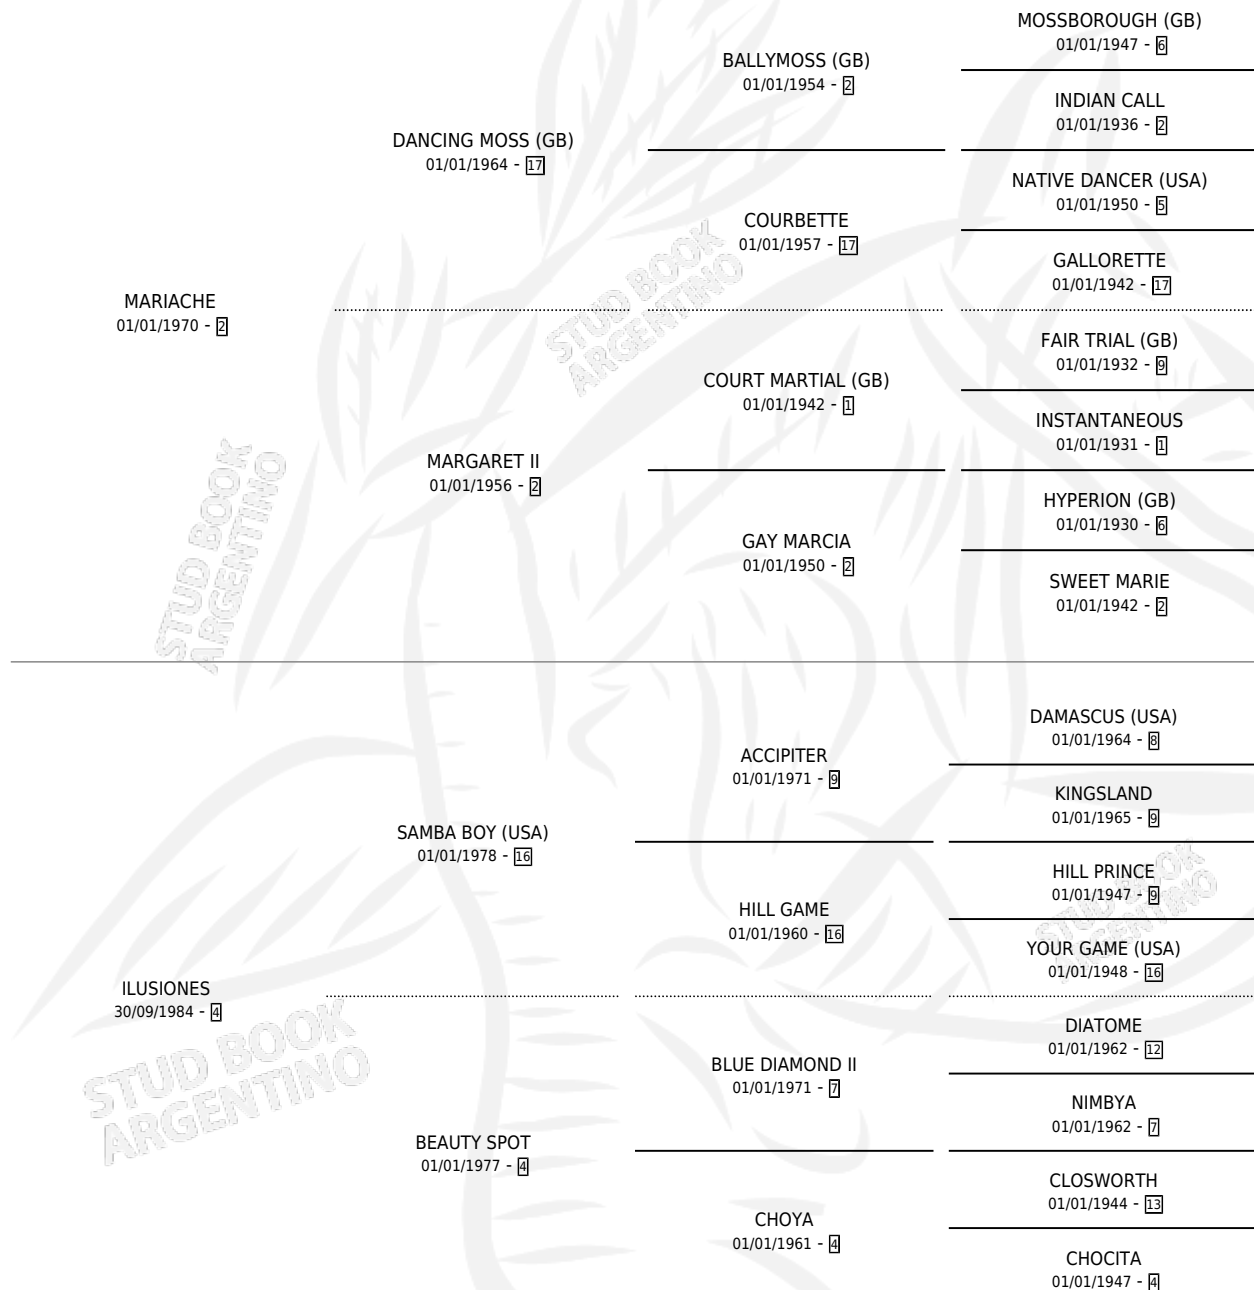 MOSSBOROUGH (GB)
01/01/1947 - 6
BALLYMOSS (GB)
01/01/1954 - 2
INDIAN CALL
01/01/1936 - 2
DANCING MOSS (GB)
01/01/1964 - 17
NATIVE DANCER (USA)
01/01/1950 - 5
COURBETTE
01/01/1957 - 17
GALLORETTE
01/01/1942 - 17
MARIACHE
01/01/1970 - 2
FAIR TRIAL (GB)
01/01/1932 - 9
COURT MARTIAL (GB)
01/01/1942 - 1
INSTANTANEOUS
01/01/1931 - 1
MARGARET II
01/01/1956 - 2
HYPERION (GB)
01/01/1930 - 6
GAY MARCIA
01/01/1950 - 2
SWEET MARIE
01/01/1942 - 2
DAMASCUS (USA)
01/01/1964 - 8
ACCIPITER
01/01/1971 - 9
KINGSLAND
01/01/1965 - 9
SAMBA BOY (USA)
01/01/1978 - 16
HILL PRINCE
01/01/1947 - 9
HILL GAME
01/01/1960 - 16
YOUR GAME (USA)
01/01/1948 - 16
ILUSIONES
30/09/1984 - 4
DIATOME
01/01/1962 - 12
BLUE DIAMOND II
01/01/1971 - 7
NIMBYA
01/01/1962 - 7
BEAUTY SPOT
01/01/1977 - 4
CLOSWORTH
01/01/1944 - 13
CHOYA
01/01/1961 - 4
CHOCITA
01/01/1947 - 4
STUD BOOK
ARGENTINO
STUD BOOK
ARGENTINO
STUD BOOK
ARGENTINO
STUD BOOK
ARGENTINO